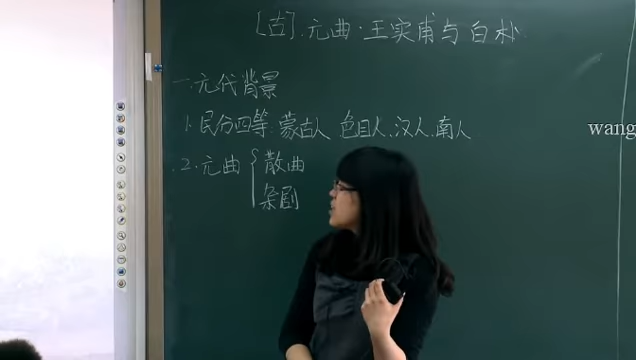 [古].元曲·王实甫与白朴
一.元代背景
1.民分四等:蒙古人 色目人.汉人.南人
2.元曲{散曲
杂剧
wang